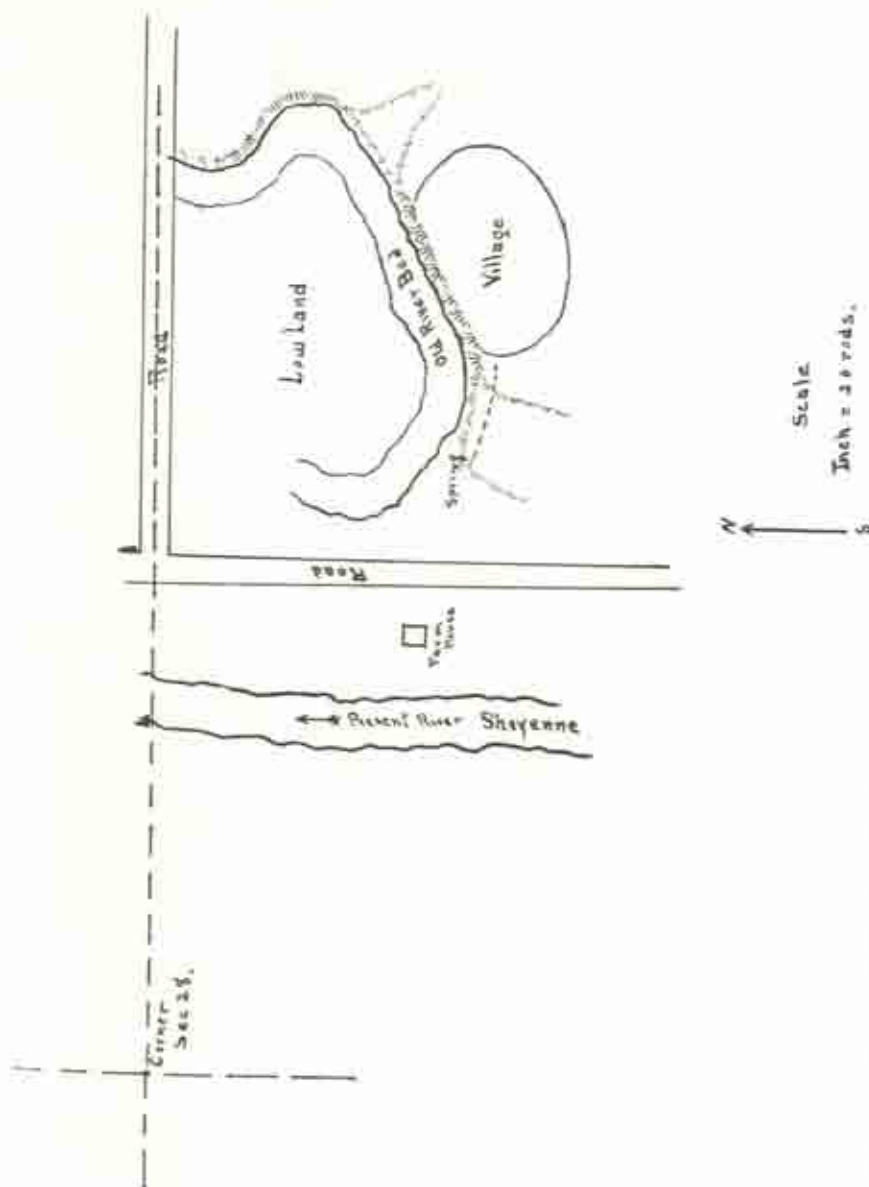 Road
Low Land
Old River Bed
Village
Spring
Road
Farm
House
Present River Sheyenne
Corner
Sec 28.
N
S
Scale
Inch = 20 rods.